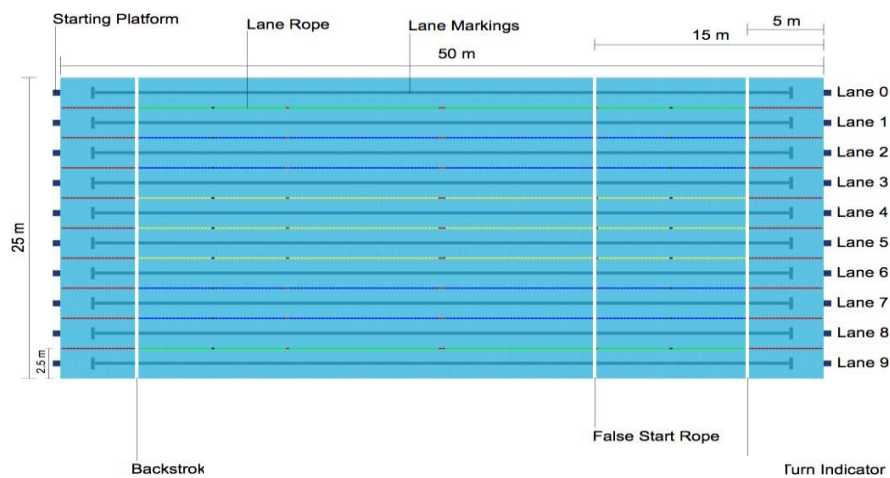 Starting Platform
Lane Rope
Lane Markings
5 m
15 m
50 m
25 m
2.5 m
Lane 0
Lane 1
Lane 2
Lane 3
Lane 4
Lane 5
Lane 6
Lane 7
Lane 8
Lane 9
False Start Rope
Backstrok
Turn Indicator